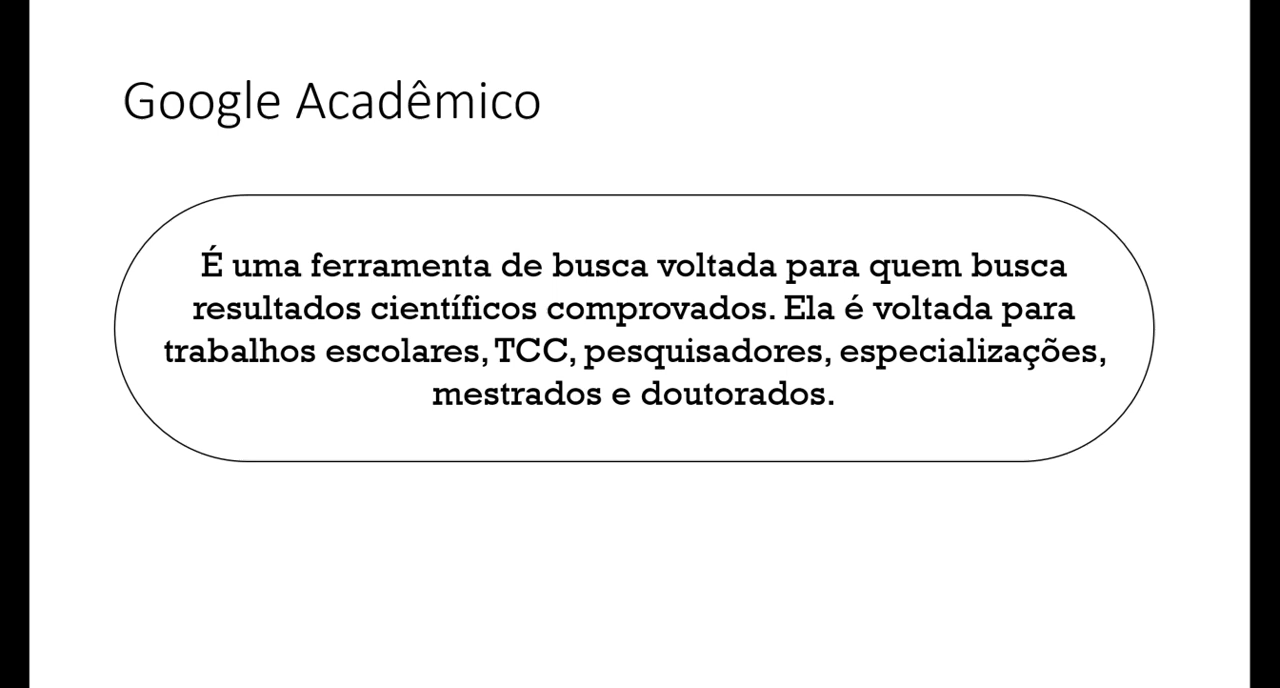 Google Acadêmico
É uma ferramenta de busca voltada para quem busca
resultados científicos comprovados. Ela é voltada para
trabalhos escolares, TCC, pesquisadores, especializações,
mestrados e doutorados.